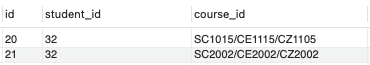 id student_id course_id
20 32 SC1015/CE1115/CZ1105
21 32 SC2002/CE2002/CZ2002